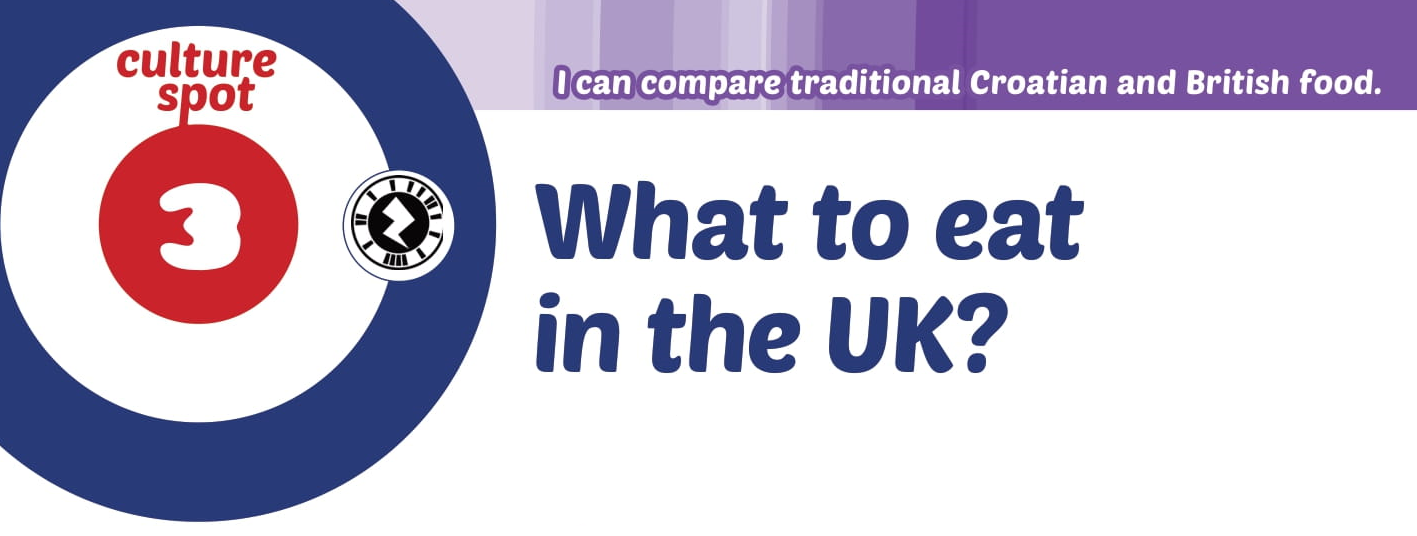 culture
spot
3
I can compare traditional Croatian and British food.
What to eat
in the UK?